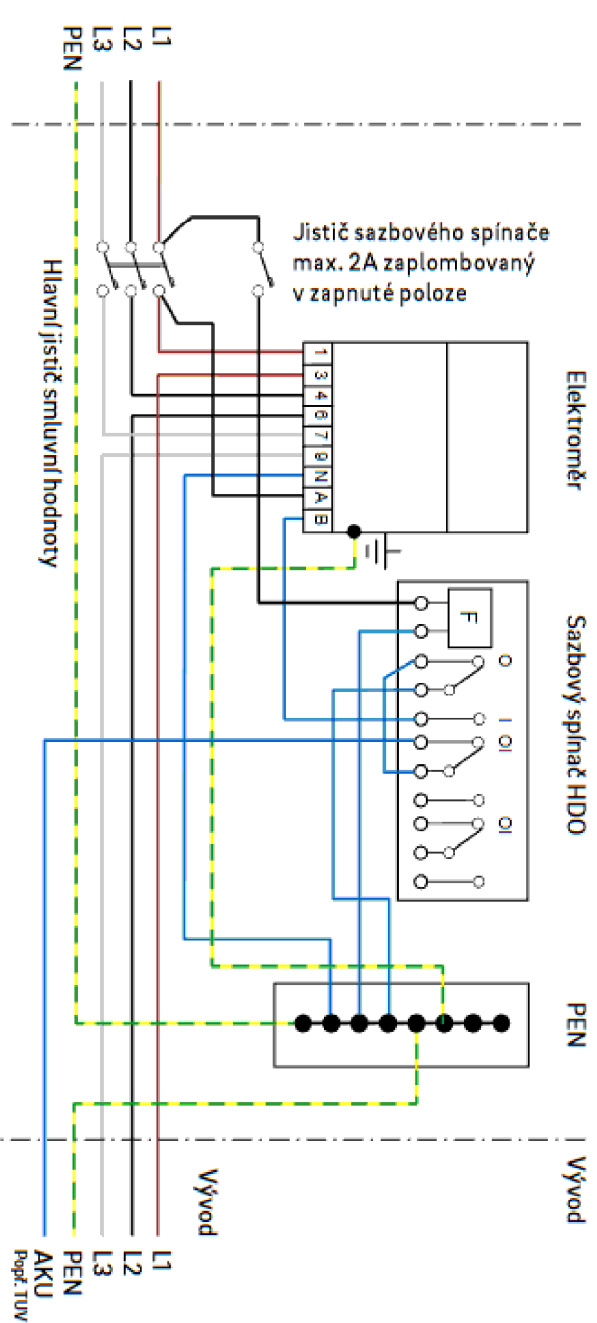 PEN
L3
L2
L1
Jistič sazbového spínače
max. 2A zaplombovaný
v zapnuté poloze
Hlavní jistič smluvní hodnoty
Elektroměr
1
3
4
6
7
9
N
A
B
Sazbový spínač HDO
F
O
I
OI
OI
PEN
Vývod
Vývod
L1
L2
L3
PEN
AKU
Popř. TUV